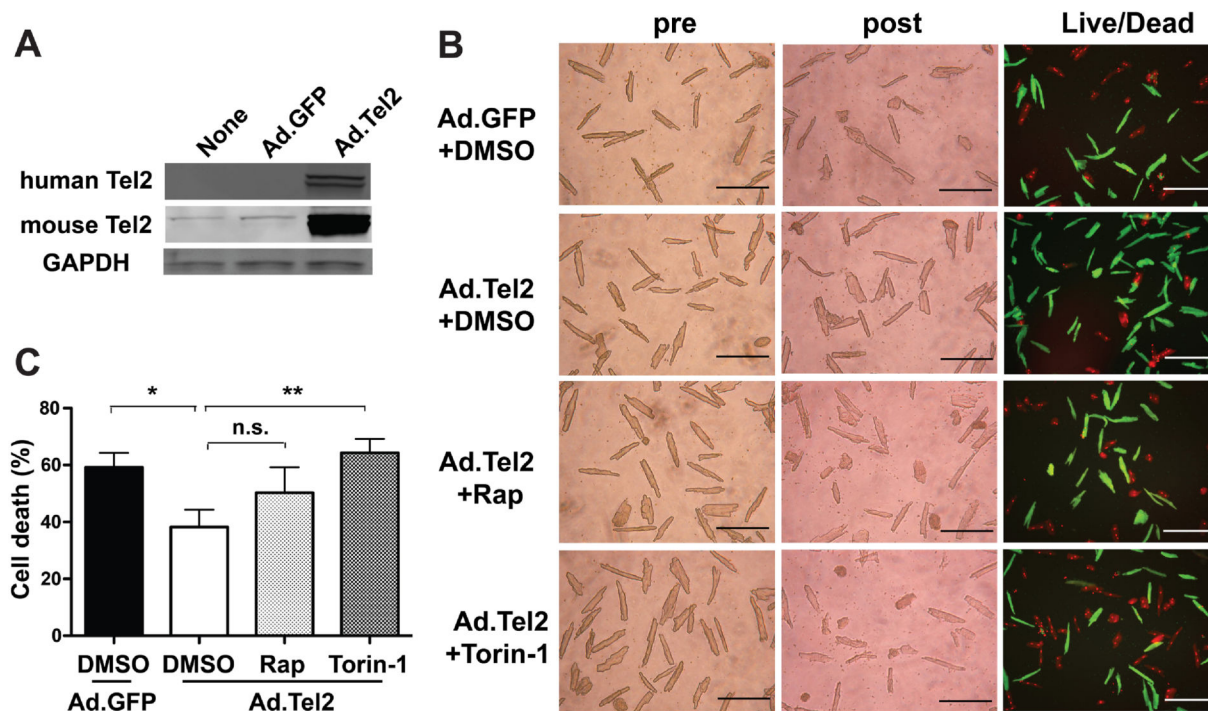 A
None
Ad.GFP
Ad.Tel2
human Tel2
mouse Tel2
GAPDH
B
pre
post
Live/Dead
Ad.GFP
+DMSO
Ad.Tel2
+DMSO
Ad.Tel2
+Rap
Ad.Tel2
+Torin-1
C
*
**
n.s.
Cell death (%)
80
60
40
20
0
DMSO DMSO Rap Torin-1
Ad.GFP Ad.Tel2